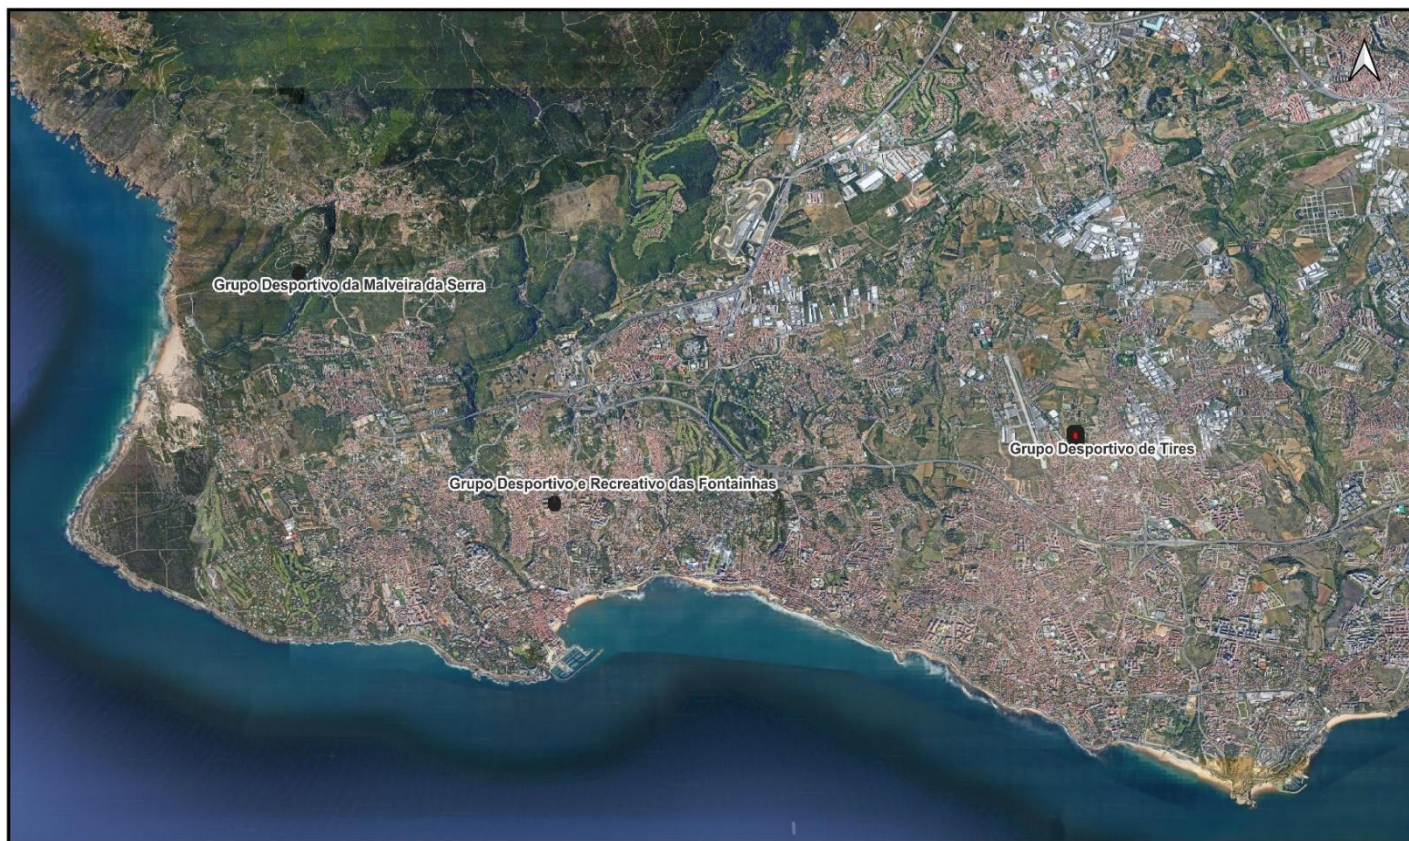 Grupo Desportivo da Malveira da Serra
Grupo Desportivo de Tires
Grupo Desportivo e Recreativo das Fontainhas